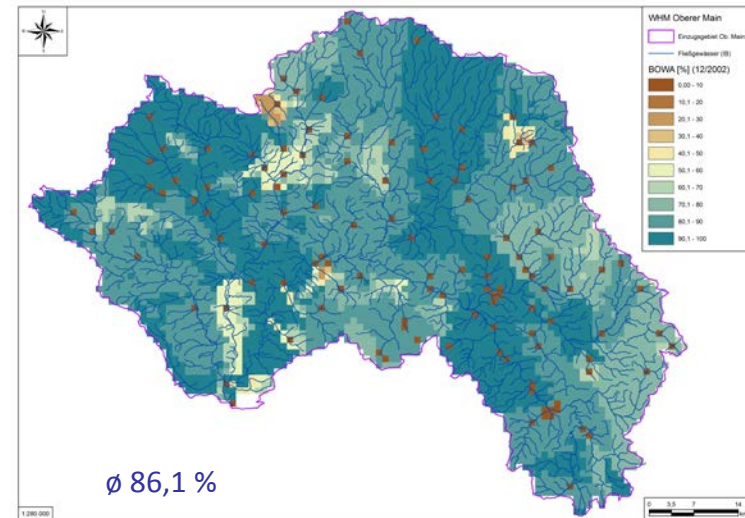 WHM Oberer Main
Einzugsgebiet Ob. Main
Fließgewässer (IB)
BOWA [%] (12/2002)
0,00 - 10
10,1 - 20
20,1 - 30
30,1 - 40
40,1 - 50
50,1 - 60
60,1 - 70
70,1 - 80
80,1 - 90
90,1 - 100
ø 86,1 %
1:280.000
0 3,5 7 14